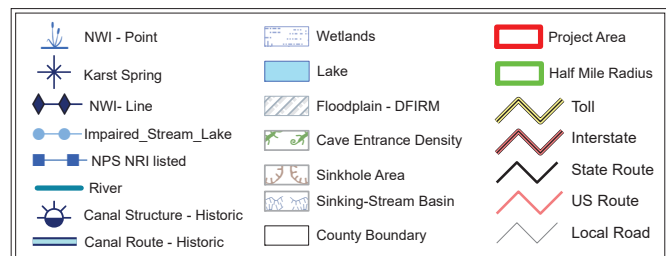 NWI - Point
Karst Spring
NWI- Line
Impaired_Stream_Lake
NPS NRI listed
River
Canal Structure - Historic
Canal Route - Historic
Wetlands
Lake
Floodplain - DFIRM
Cave Entrance Density
Sinkhole Area
Sinking-Stream Basin
County Boundary
Project Area
Half Mile Radius
Toll
Interstate
State Route
US Route
Local Road